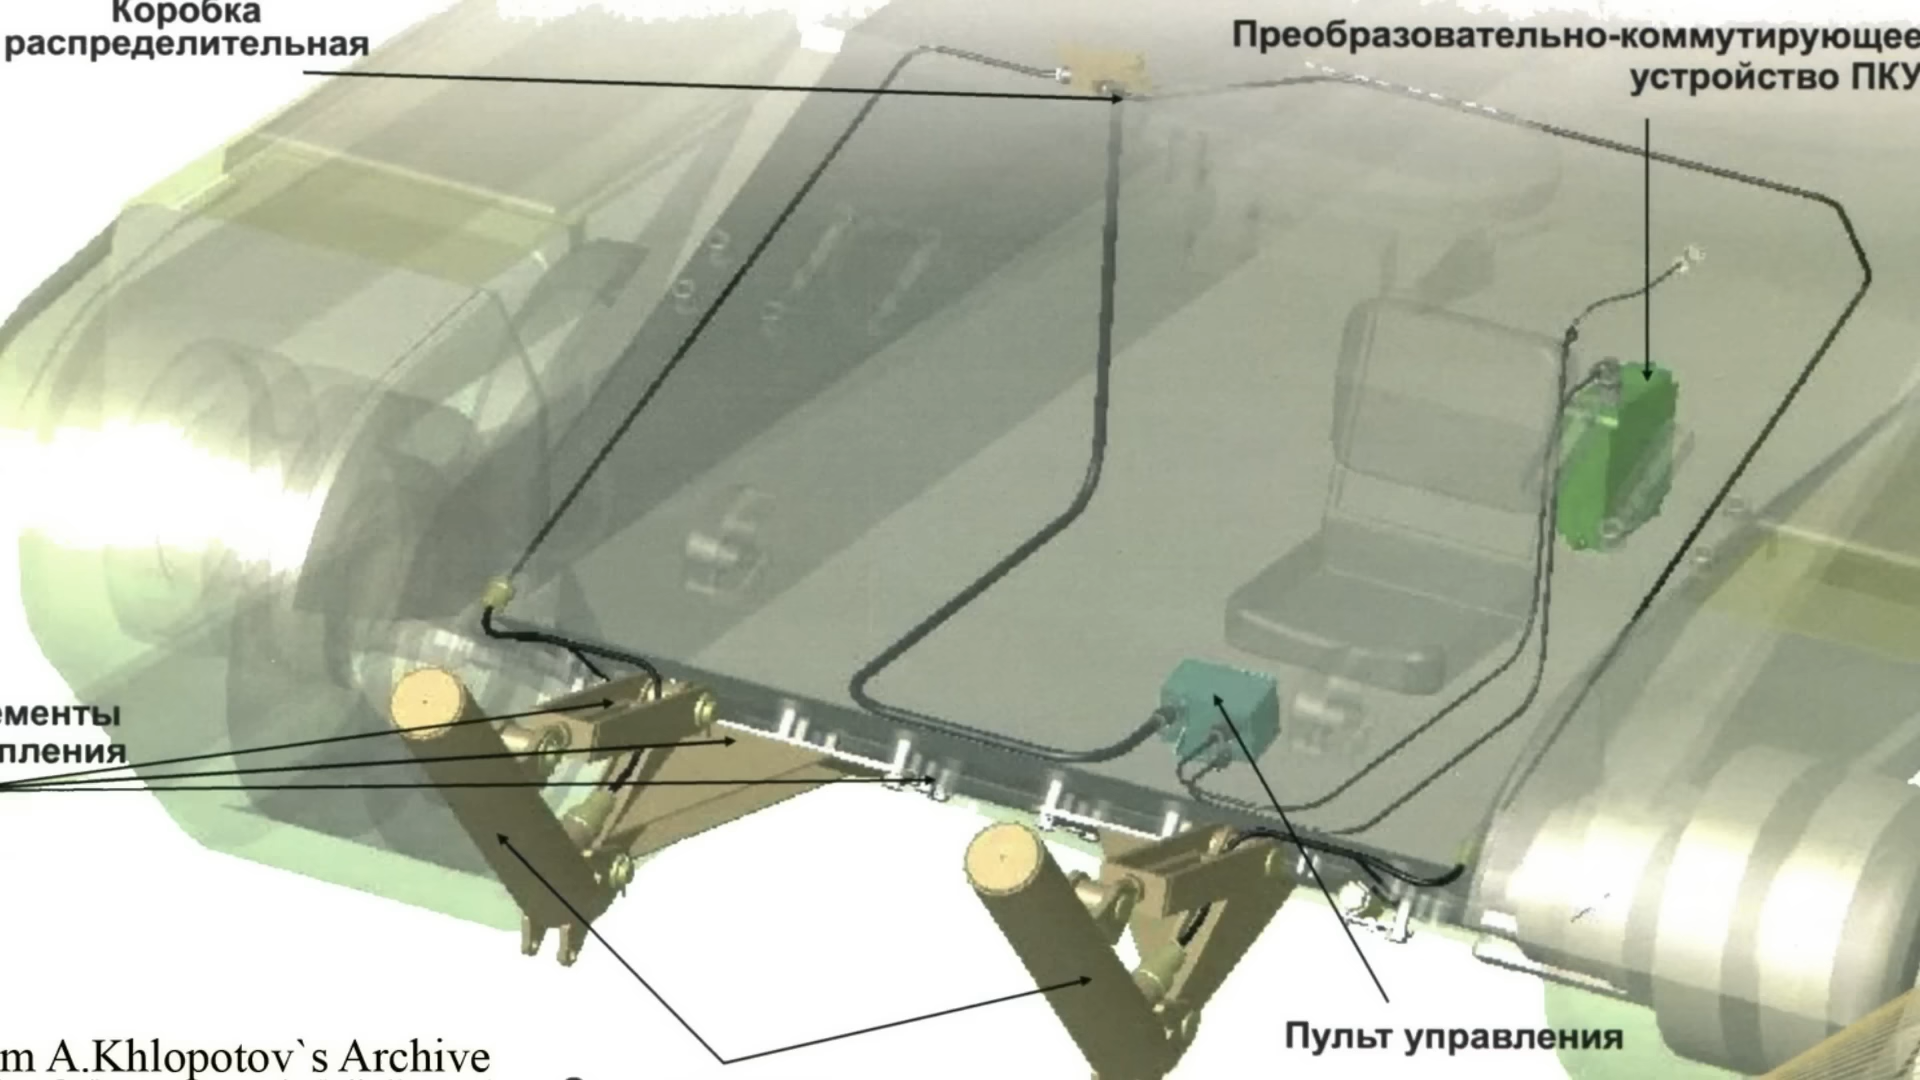 Коробка
распределительная
Преобразовательно-коммутирующее
устройство ПКУ
ементы
пления
Пульт управления
m A.Khlopotov`s Archive